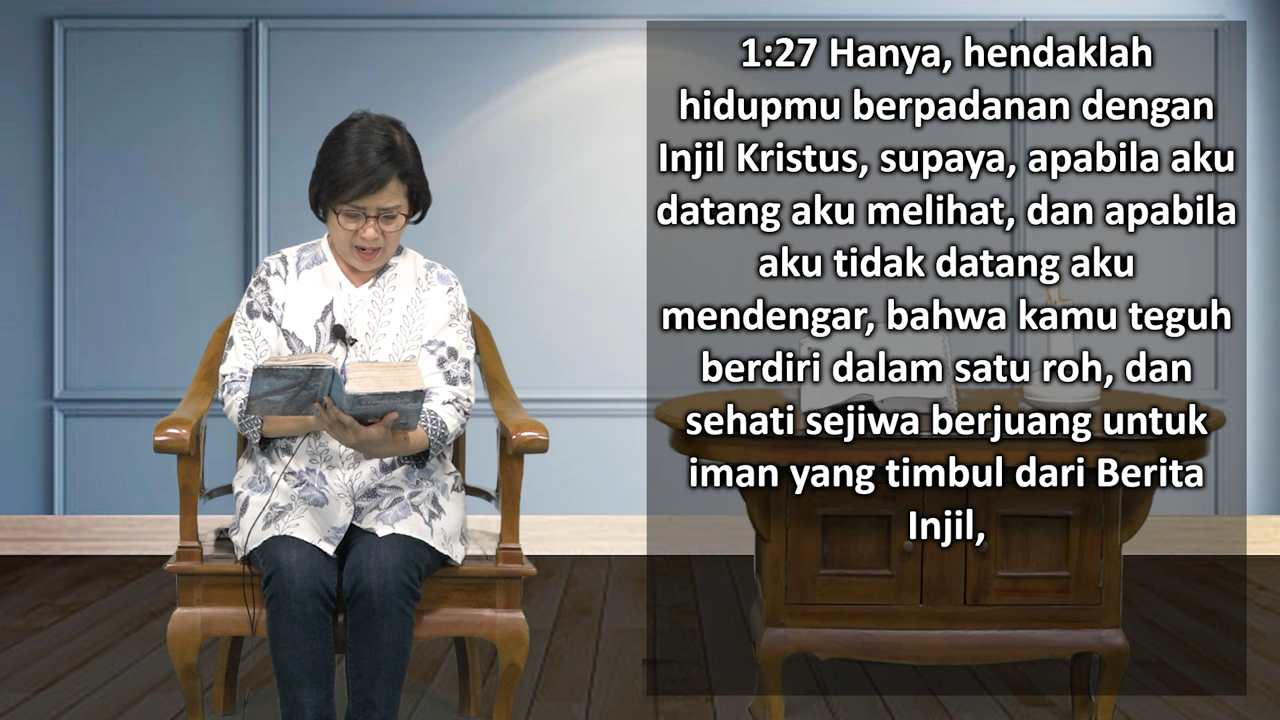 1:27 Hanya, hendaklah
hidupmu berpadanan dengan
Injil Kristus, supaya, apabila aku
datang aku melihat, dan apabila
aku tidak datang aku
mendengar, bahwa kamu teguh
berdiri dalam satu roh, dan
sehati sejiwa berjuang untuk
iman yang timbul dari Berita
Injil,